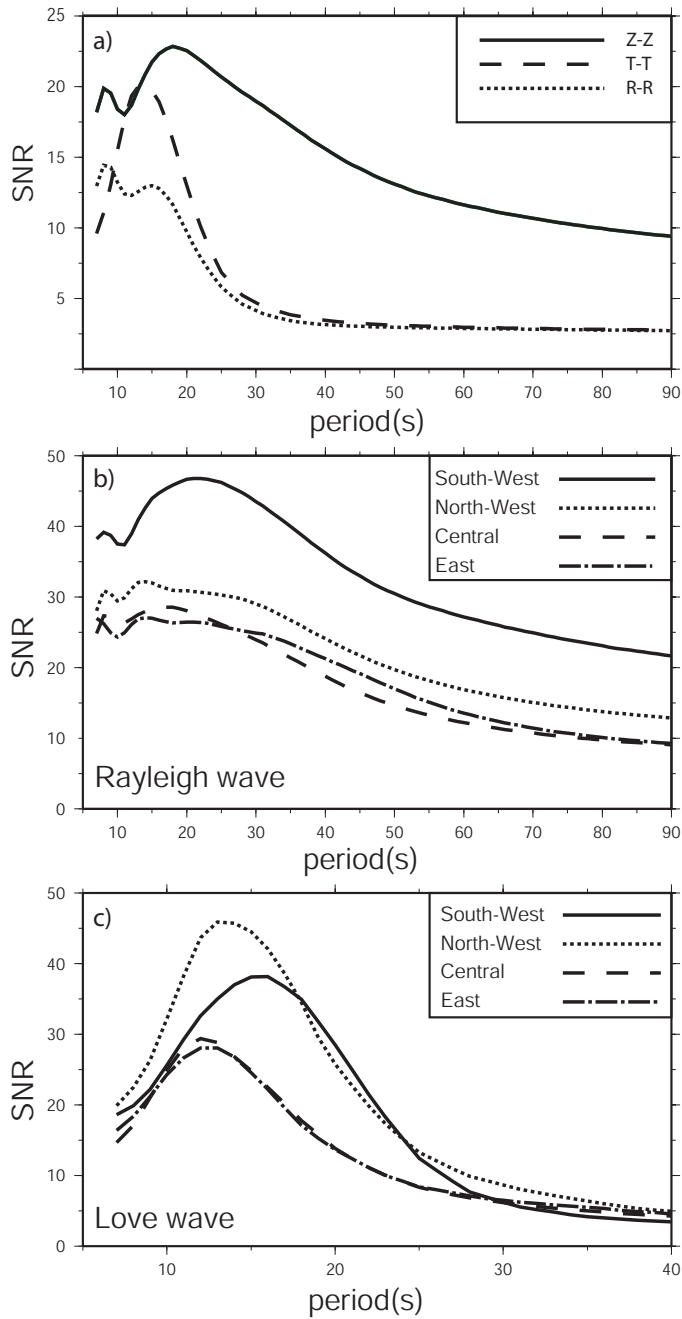 a)
Z-Z
T-T
R-R
25
20
15
10
5
SNR
10 20 30 40 50 60 70 80 90
period(s)
b)
South-West
North-West
Central
East
50
40
30
20
10
0
SNR
Rayleigh wave
10 20 30 40 50 60 70 80 90
period(s)
c)
South-West
North-West
Central
East
50
40
30
20
10
0
SNR
Love wave
10 20 30 40
period(s)